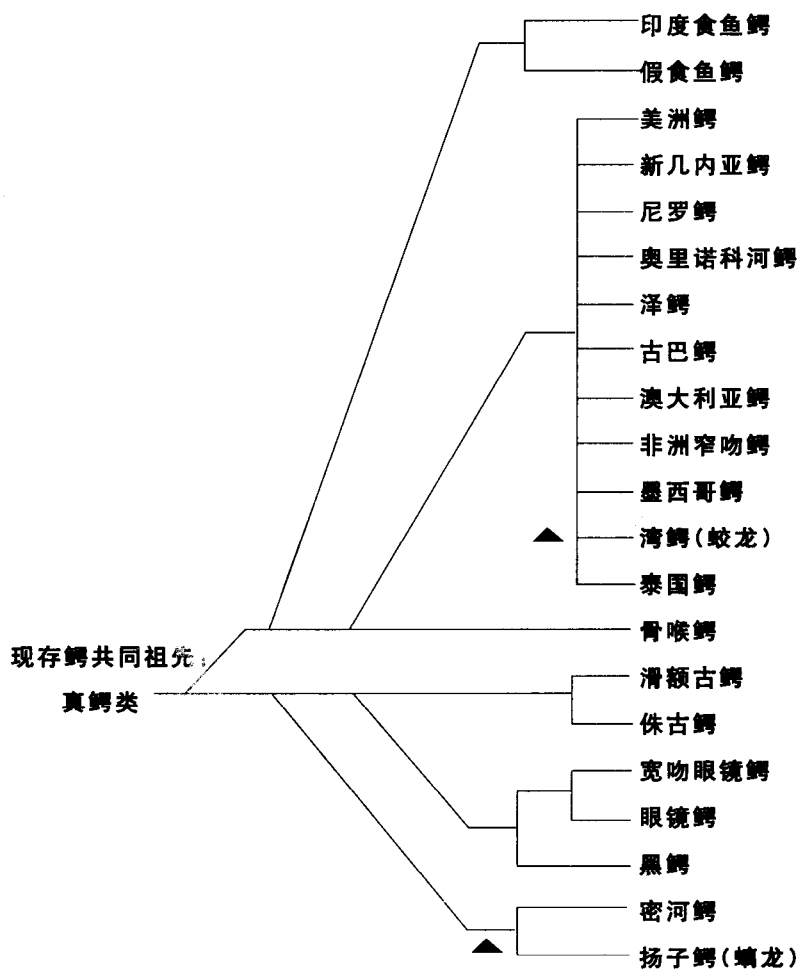 印度食鱼鳄
假食鱼鳄
美洲鳄
新几内亚鳄
尼罗鳄
奥里诺科河鳄
泽鳄
古巴鳄
澳大利亚鳄
非洲窄吻鳄
墨西哥鳄
湾鳄(蛟龙)
泰国鳄
骨喉鳄
现存鳄共同祖先:
真鳄类
滑额古鳄
侏古鳄
宽吻眼镜鳄
眼镜鳄
黑鳄
密河鳄
扬子鳄(螭龙)